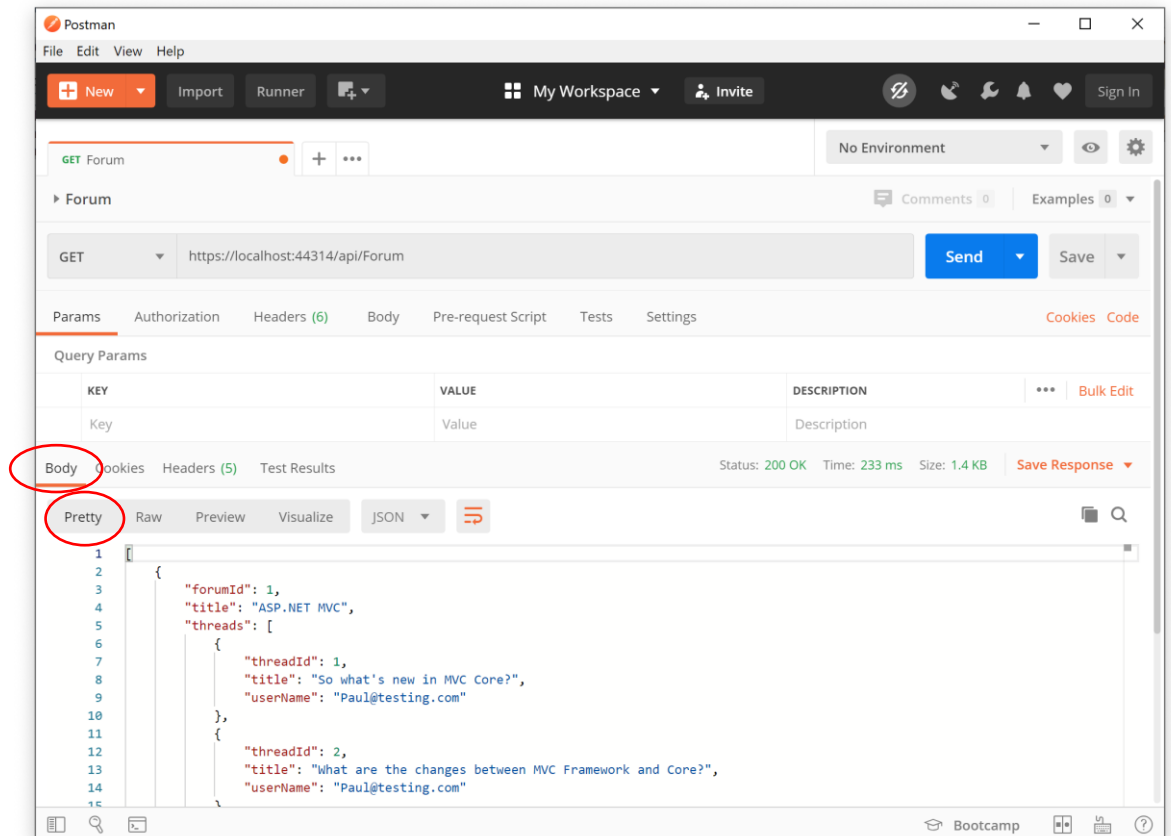 Postman
File Edit View Help
New Import Runner My Workspace Invite Sign In
GET Forum No Environment
Forum Comments 0 Examples 0
GET https://localhost:44314/api/Forum Send Save
Params Authorization Headers (6) Body Pre-request Script Tests Settings Cookies Code
Query Params
KEY VALUE DESCRIPTION Bulk Edit
Key Value Description
Body Cookies Headers (5) Test Results Status: 200 OK Time: 233 ms Size: 1.4 KB Save Response
Pretty Raw Preview Visualize JSON
1 [
2 {
3 "forumId": 1,
4 "title": "ASP.NET MVC",
5 "threads": [
6 {
7 "threadId": 1,
8 "title": "So what's new in MVC Core?",
9 "userName": "Paul@testing.com"
10 },
11 {
12 "threadId": 2,
13 "title": "What are the changes between MVC Framework and Core?",
14 "userName": "Paul@testing.com"
15 }
Bootcamp